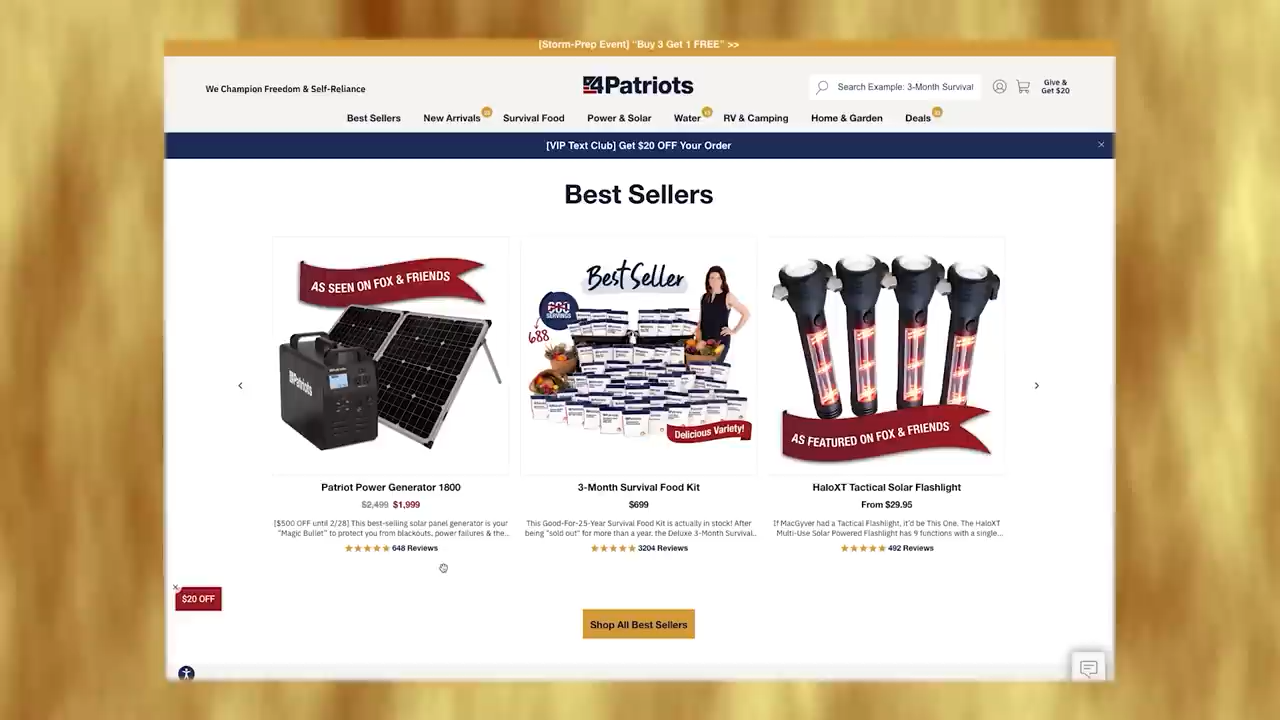 [Storm-Prep Event] "Buy 3 Get 1 FREE" >>
We Champion Freedom & Self-Reliance
4Patriots
Search Example: 3-Month Survival
Give & Get $20
Best Sellers New Arrivals Survival Food Power & Solar Water RV & Camping Home & Garden Deals
[VIP Text Club] Get $20 OFF Your Order
Best Sellers
AS SEEN ON FOX & FRIENDS
4Patriots
Best Seller
SERVINGS
688
Delicious Variety!
AS FEATURED ON FOX & FRIENDS
Patriot Power Generator 1800
$2,499 $1,999
[$500 OFF until 2/28] This best-selling solar panel generator is your
"Magic Bullet" to protect you from blackouts, power failures & the...
648 Reviews
3-Month Survival Food Kit
$699
This Good-For-25-Year Survival Food Kit is actually in stock! After
being "sold out" for more than a year, the Deluxe 3-Month Survival...
3204 Reviews
HaloXT Tactical Solar Flashlight
From $29.95
If MacGyver had a Tactical Flashlight, it'd be This One. The HaloXT
Multi-Use Solar Powered Flashlight has 9 functions with a single...
492 Reviews
$20 OFF
Shop All Best Sellers